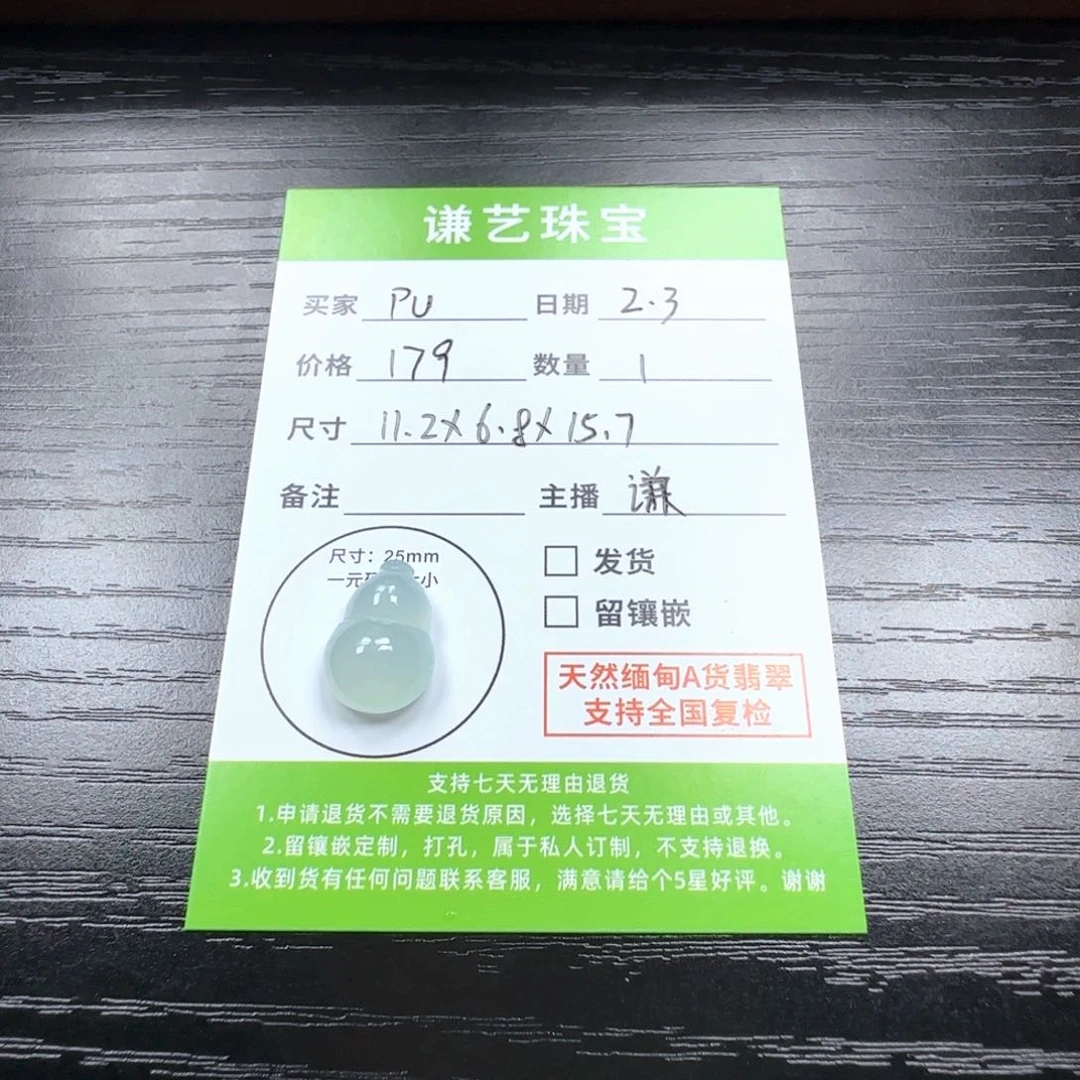 谦艺珠宝
买家 PU 日期 2.3
价格 179 数量 1
尺寸 11.2X6.8X15.7
备注 主播 谦
尺寸：25mm
一元 小
发货
留镶嵌
天然缅甸A货翡翠
支持全国复检
支持七天无理由退货
1.申请退货不需要退货原因，选择七天无理由或其他。
2.留镶嵌定制，打孔，属于私人订制，不支持退换。
3.收到货有任何问题联系客服，满意请给个5星好评。谢谢